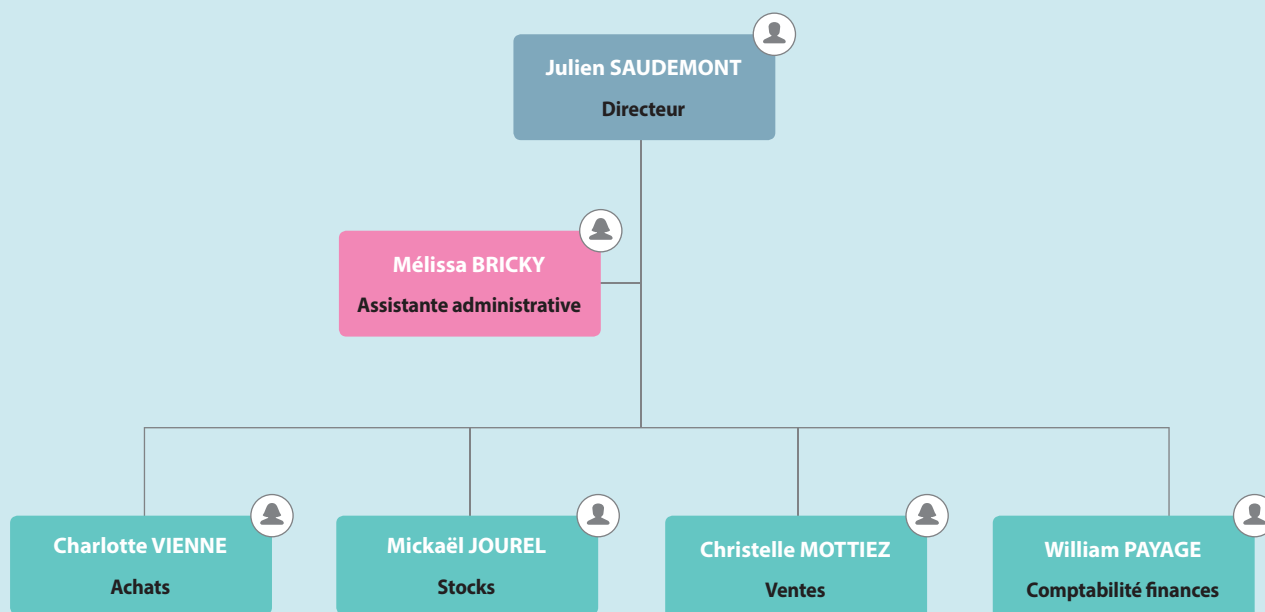 Julien SAUDEMONT
Directeur
Mélissa BRICKY
Assistante administrative
Charlotte VIENNE
Achats
Mickaël JOUREL
Stocks
Christelle MOTTIEZ
Ventes
William PAYAGE
Comptabilité finances